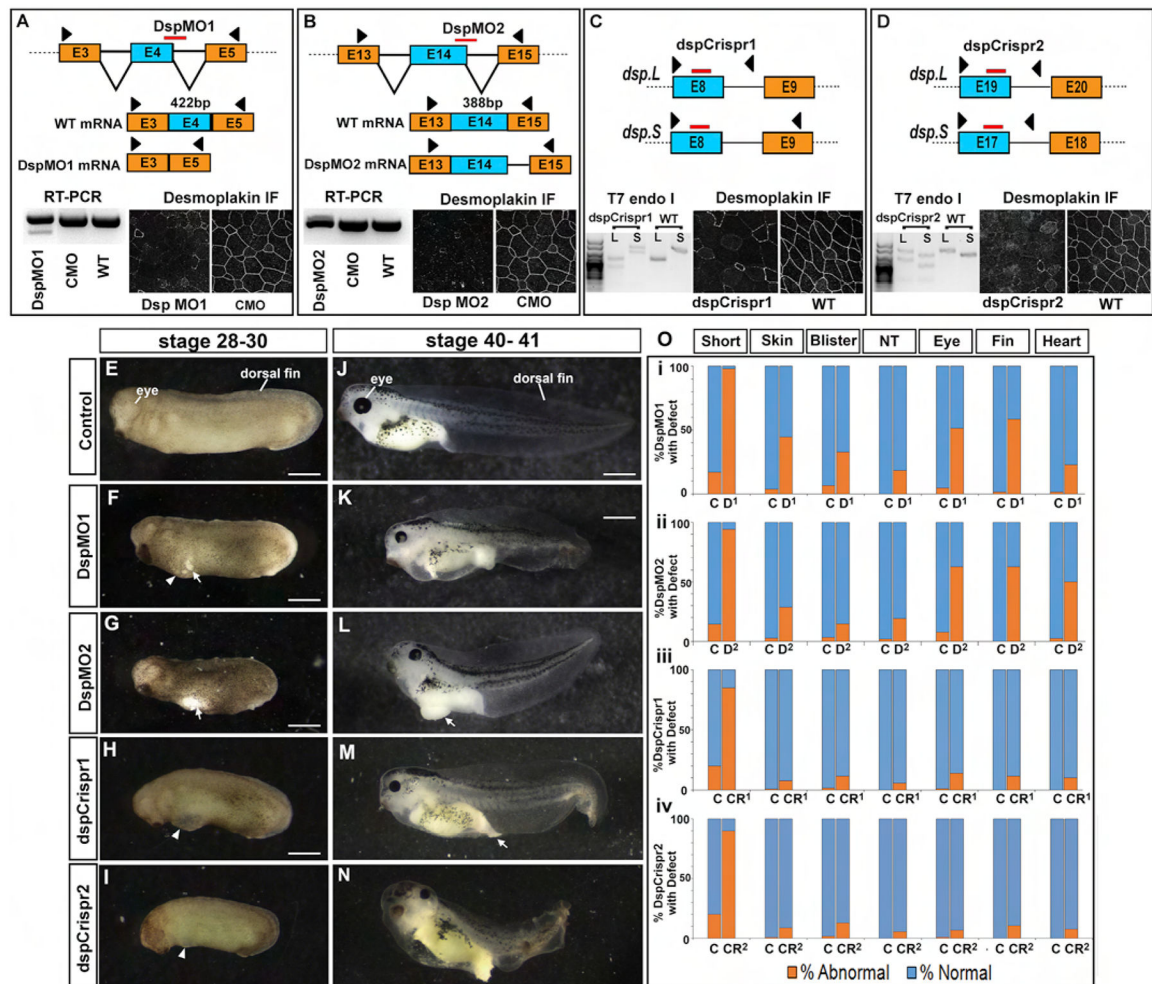 A
DspMO1
E3 E4 E5
422bp
WT mRNA E3 E4 E5
DspMO1 mRNA E3 E5
RT-PCR Desmoplakin IF
DspMO1 CMO WT
Dsp MO1 CMO
B
DspMO2
E13 E14 E15
388bp
WT mRNA E13 E14 E15
DspMO2 mRNA E13 E14 E15
RT-PCR Desmoplakin IF
DspMO2 CMO WT
Dsp MO2 CMO
C
dspCrispr1
dsp.L E8 E9
dsp.S E8 E9
T7 endo I Desmoplakin IF
dspCrispr1 WT
L S L S
dspCrispr1 WT
D
dspCrispr2
dsp.L E19 E20
dsp.S E17 E18
T7 endo I Desmoplakin IF
dspCrispr2 WT
L S L S
dspCrispr2 WT
stage 28-30 stage 40- 41
Control
E eye dorsal fin
J eye dorsal fin
DspMO1
F K
DspMO2
G L
dspCrispr1
H M
dspCrispr2
I N
O Short Skin Blister NT Eye Fin Heart
i
%DspMO1 with Defect
100
50
0
C D1 C D1 C D1 C D1 C D1 C D1 C D1
ii
%DspMO2 with Defect
100
50
0
C D2 C D2 C D2 C D2 C D2 C D2 C D2
iii
%DspCrispr1 with Defect
100
50
0
C CR1 C CR1 C CR1 C CR1 C CR1 C CR1 C CR1
iv
% DspCrispr2 with Defect
100
50
0
C CR2 C CR2 C CR2 C CR2 C CR2 C CR2 C CR2
% Abnormal % Normal